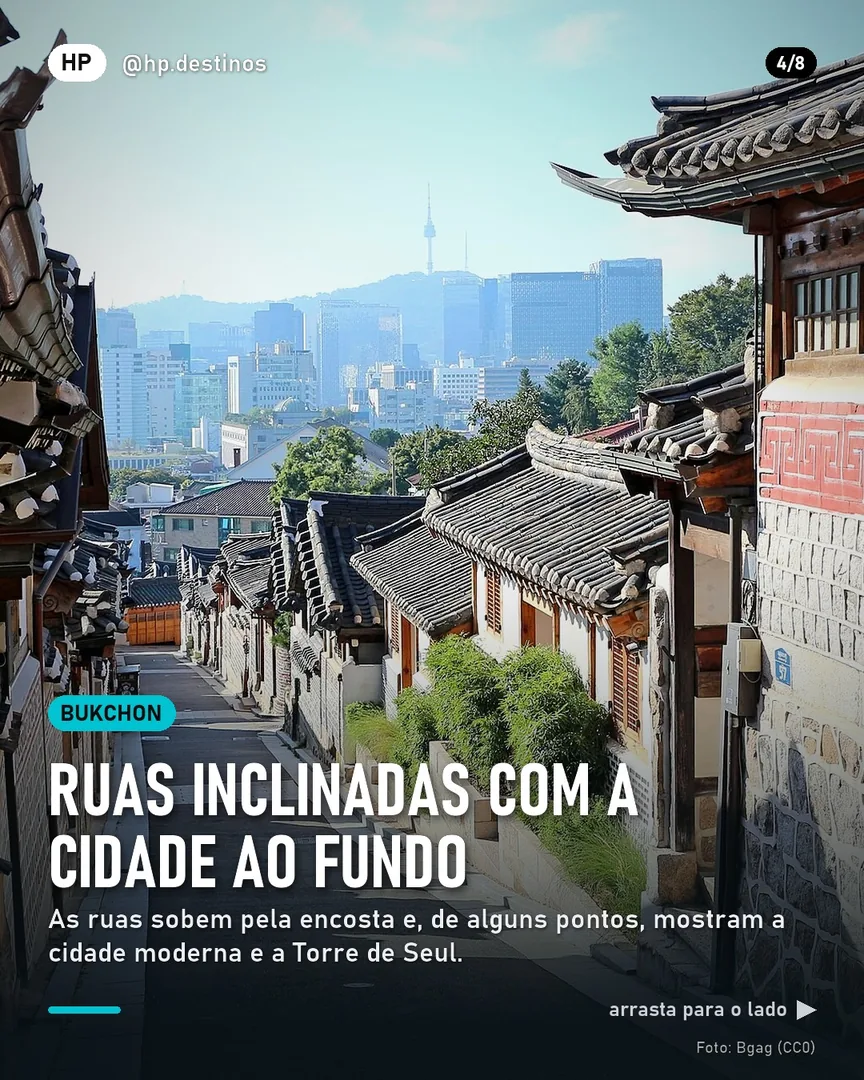 HP @hp.destinos
4/8
57
BUKCHON
RUAS INCLINADAS COM A
CIDADE AO FUNDO
As ruas sobem pela encosta e, de alguns pontos, mostram a
cidade moderna e a Torre de Seul.
arrasta para o lado ▶
Foto: Bgag (CC0)